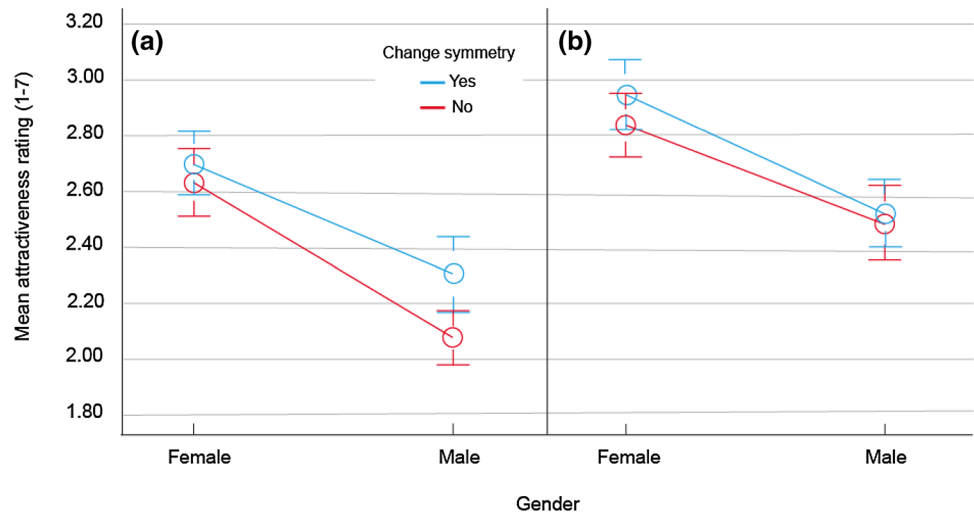 (a)
(b)
Change symmetry
Yes
No
Mean attractiveness rating (1-7)
3.20
3.00
2.80
2.60
2.40
2.20
2.00
1.80
Female
Male
Female
Male
Gender